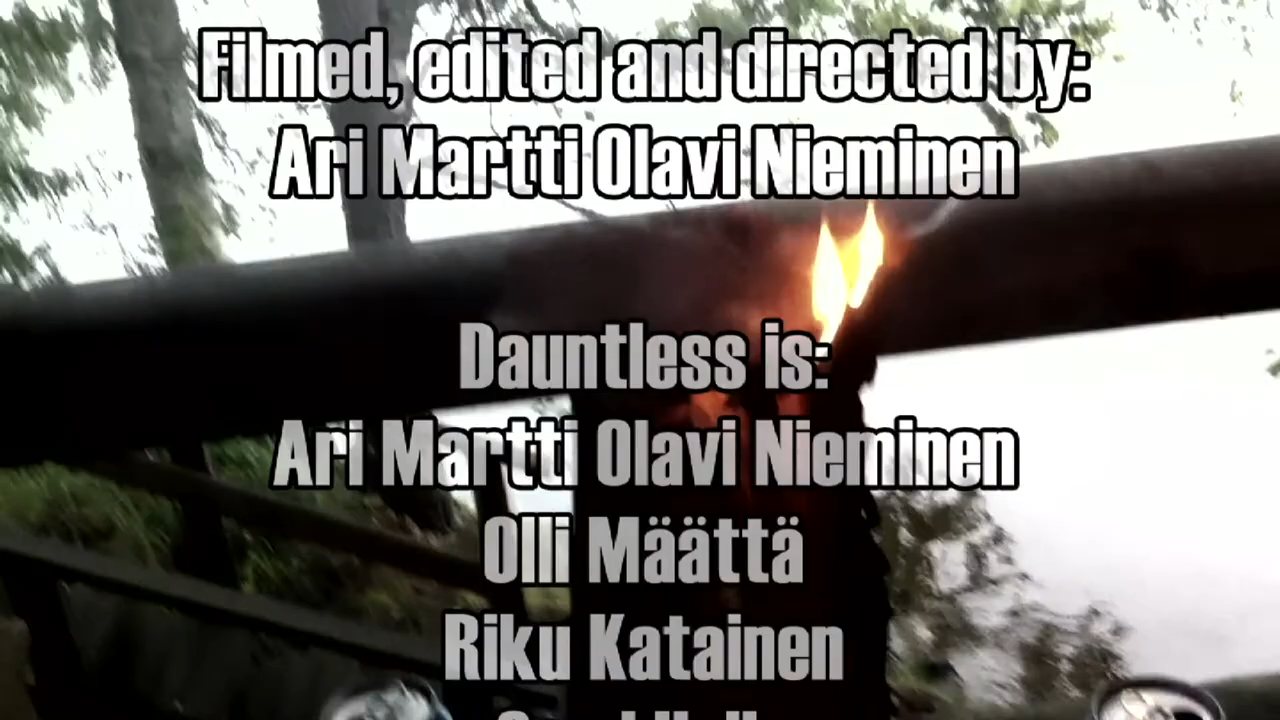 Filmed, edited and directed by:
Ari Martti Olavi Nieminen
Dauntless is:
Ari Martti Olavi Nieminen
Olli Määttä
Riku Katainen